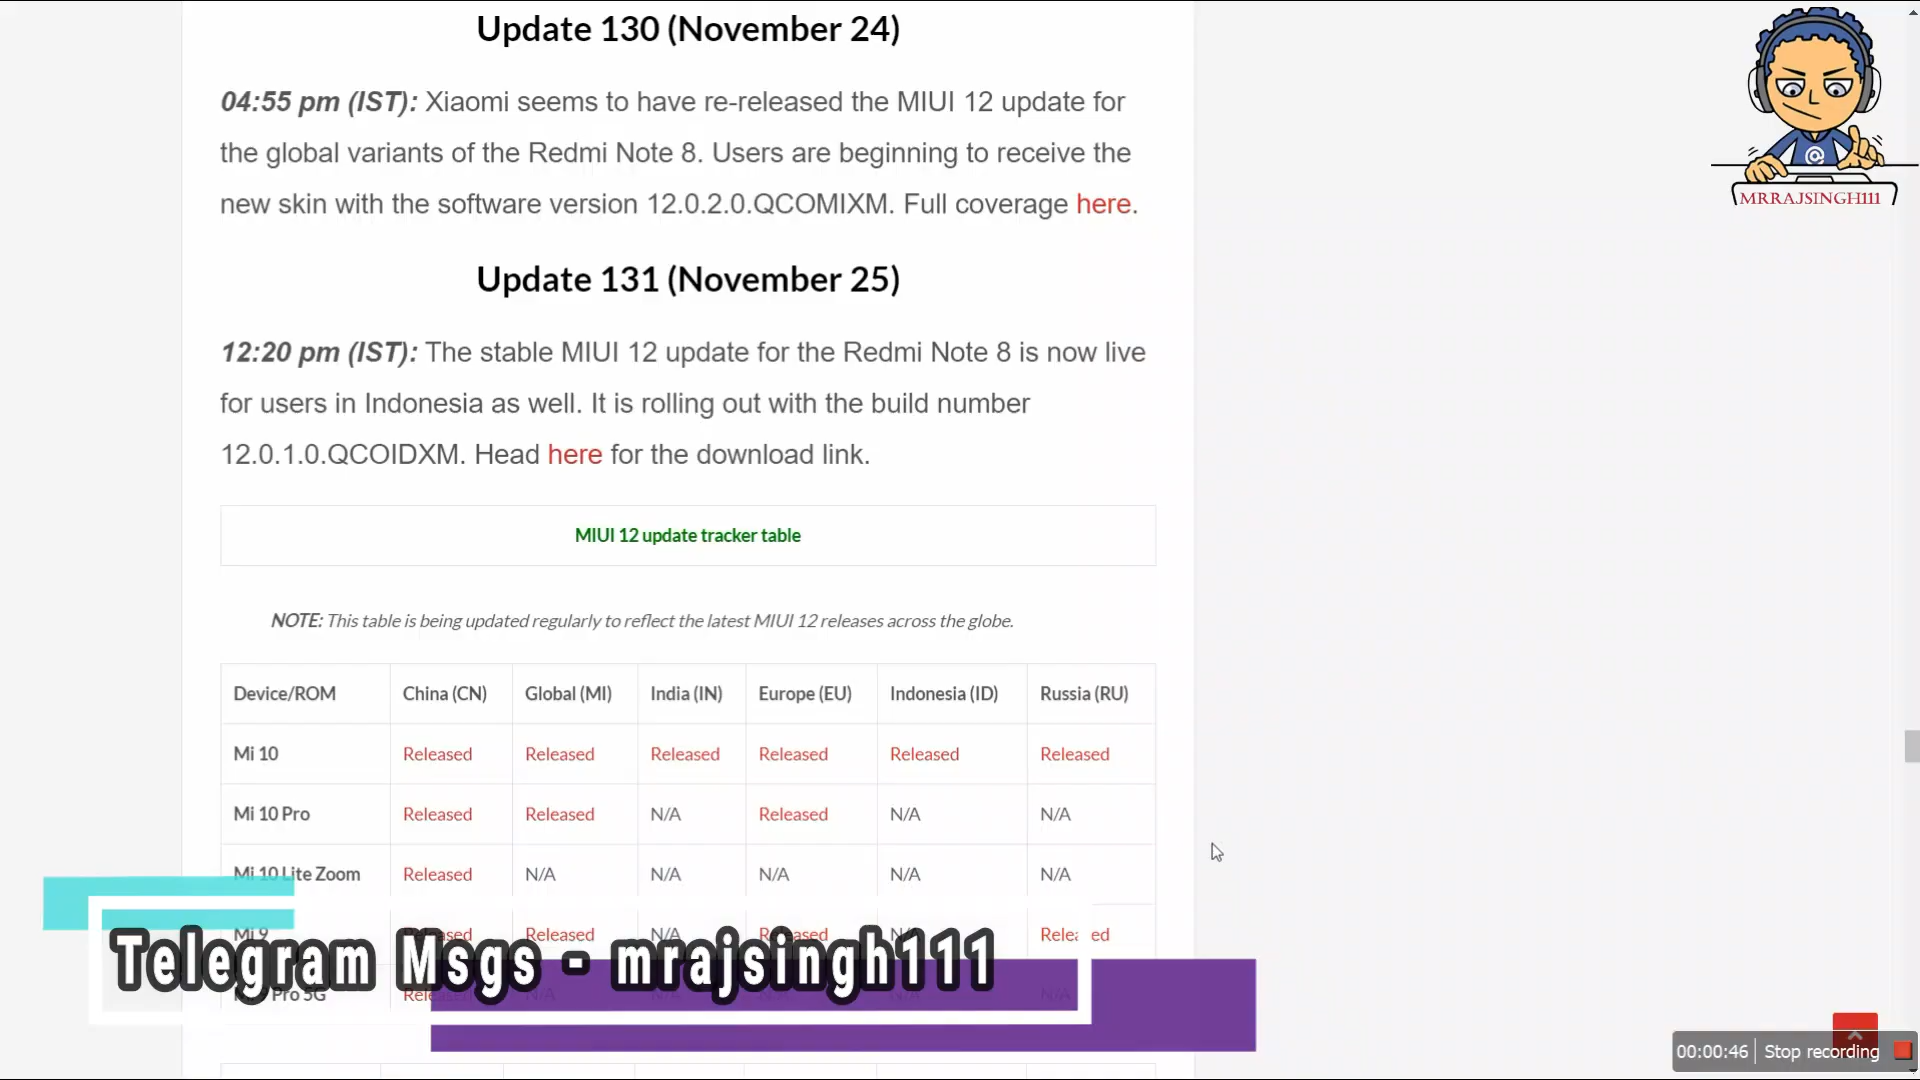 Update 130 (November 24)
04:55 pm (IST): Xiaomi seems to have re-released the MIUI 12 update for
the global variants of the Redmi Note 8. Users are beginning to receive the
new skin with the software version 12.0.2.0.QCOMIXM. Full coverage here.
MRRAJSINGH111
Update 131 (November 25)
12:20 pm (IST): The stable MIUI 12 update for the Redmi Note 8 is now live
for users in Indonesia as well. It is rolling out with the build number
12.0.1.0.QCOIDXM. Head here for the download link.
MIUI 12 update tracker table
NOTE: This table is being updated regularly to reflect the latest MIUI 12 releases across the globe.
Device/ROM China (CN) Global (MI) India (IN) Europe (EU) Indonesia (ID) Russia (RU)
Mi 10 Released Released Released Released Released Released
Mi 10 Pro Released Released N/A Released N/A N/A
Mi 10 Lite Zoom Released N/A N/A N/A N/A N/A
Mi 9 Released N/A Released
Telegram Msgs - mrajsingh111
Pro 5G N/A
00:00:46 Stop recording